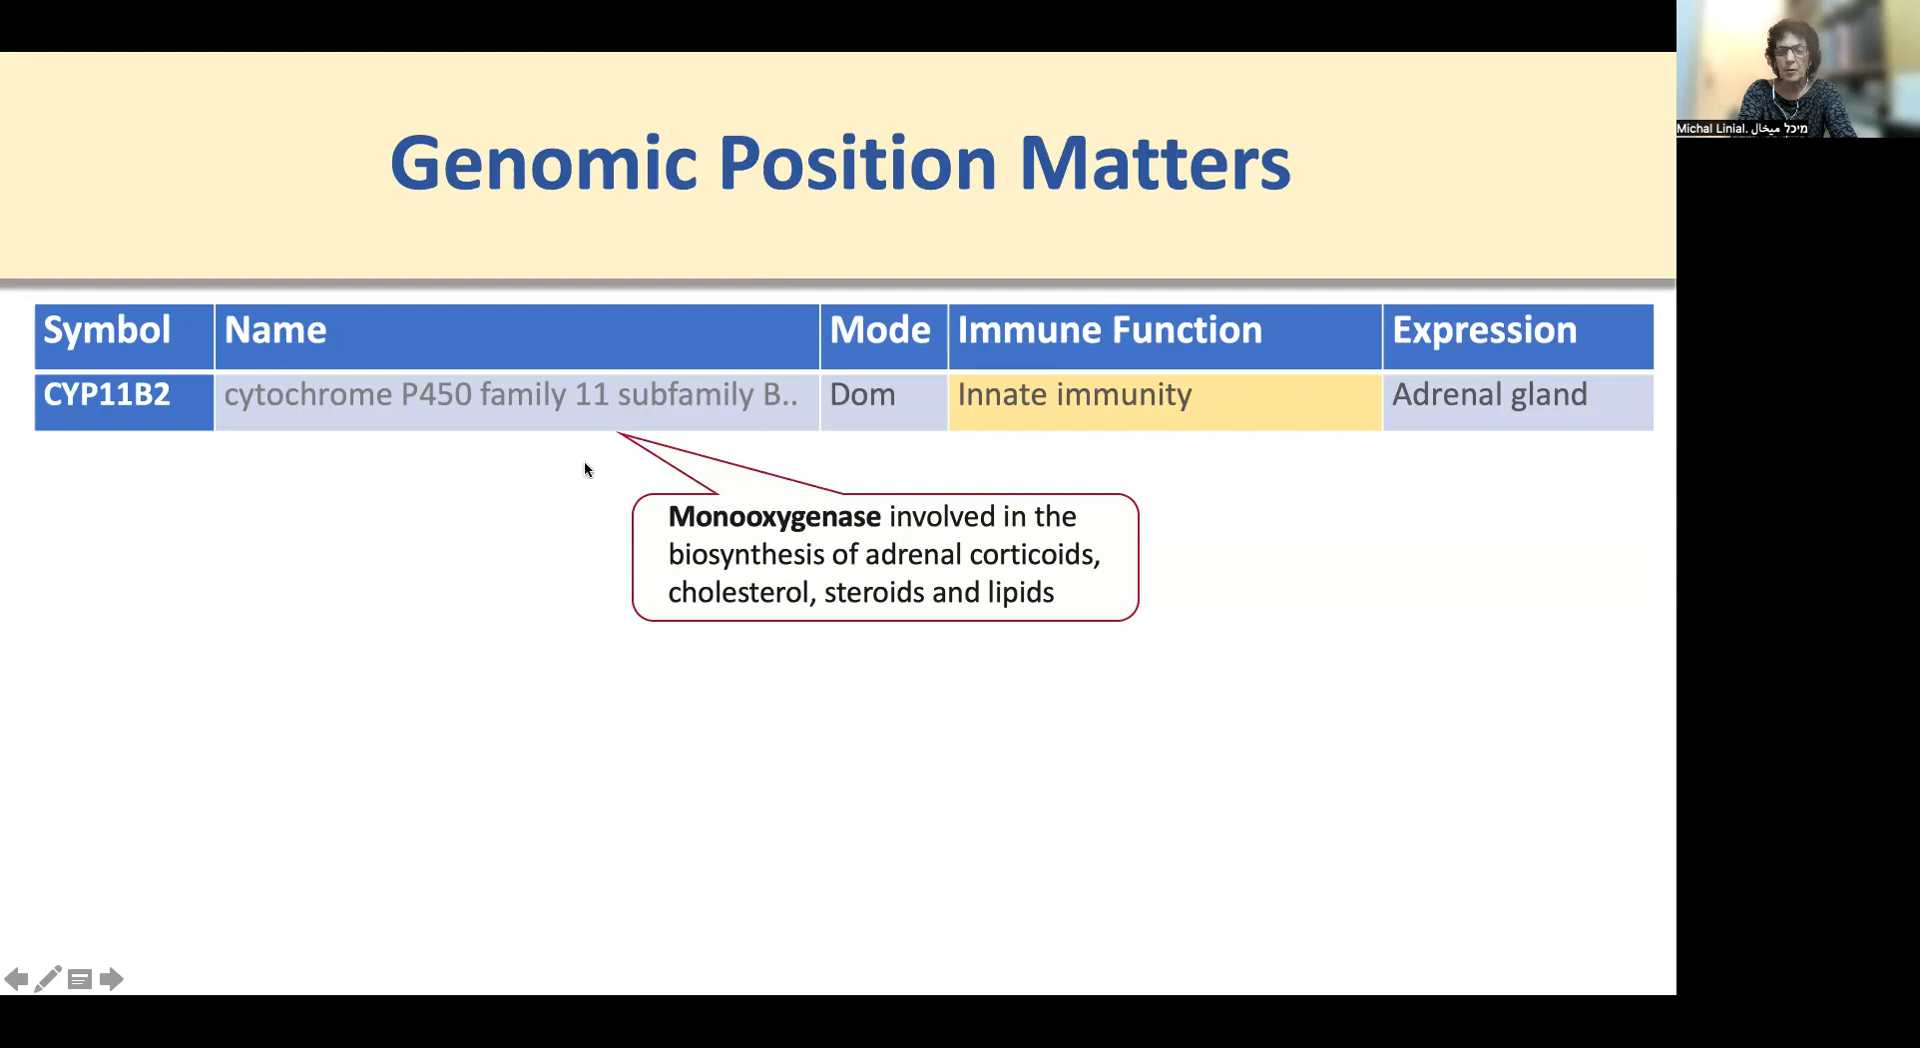 Genomic Position Matters
Michal Linial. מיכל ميخال
Symbol Name Mode Immune Function Expression
CYP11B2 cytochrome P450 family 11 subfamily B.. Dom Innate immunity Adrenal gland
Monooxygenase involved in the
biosynthesis of adrenal corticoids,
cholesterol, steroids and lipids